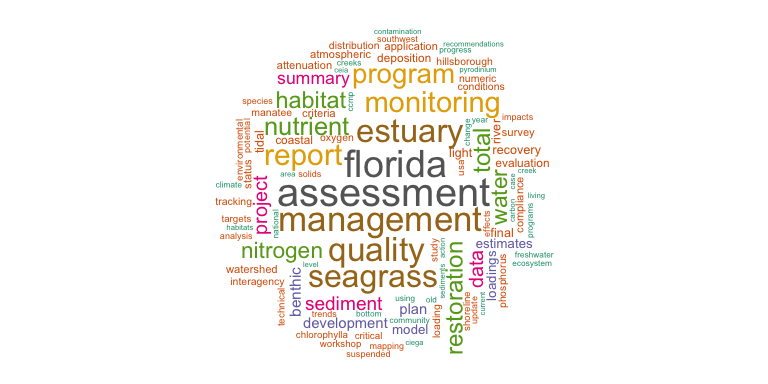 contamination
southwest
distribution application recommendations
progress
atmospheric deposition hillsborough
creeks
attenuation ceia program pyrodinium
summary numeric
conditions
species habitat ccmp monitoring
manatee criteria
nutrient estuary change year river impacts
survey
environmental potential tidal coastal oxygen light total recovery
report florida usa evaluation
status area solids
climate assessment water carbon case creek
living
tracking project compliance programs
targets national management effects final
habitats
analysis
nitrogen quality study action estimates
freshwater
ecosystem
watershed level seagrass sediments restoration data loadings phosphorus
interagency benthic
technical sediment using old shoreline update current
trends bottom plan loading
development community model
chlorophylla critical
workshop mapping ciega
suspended